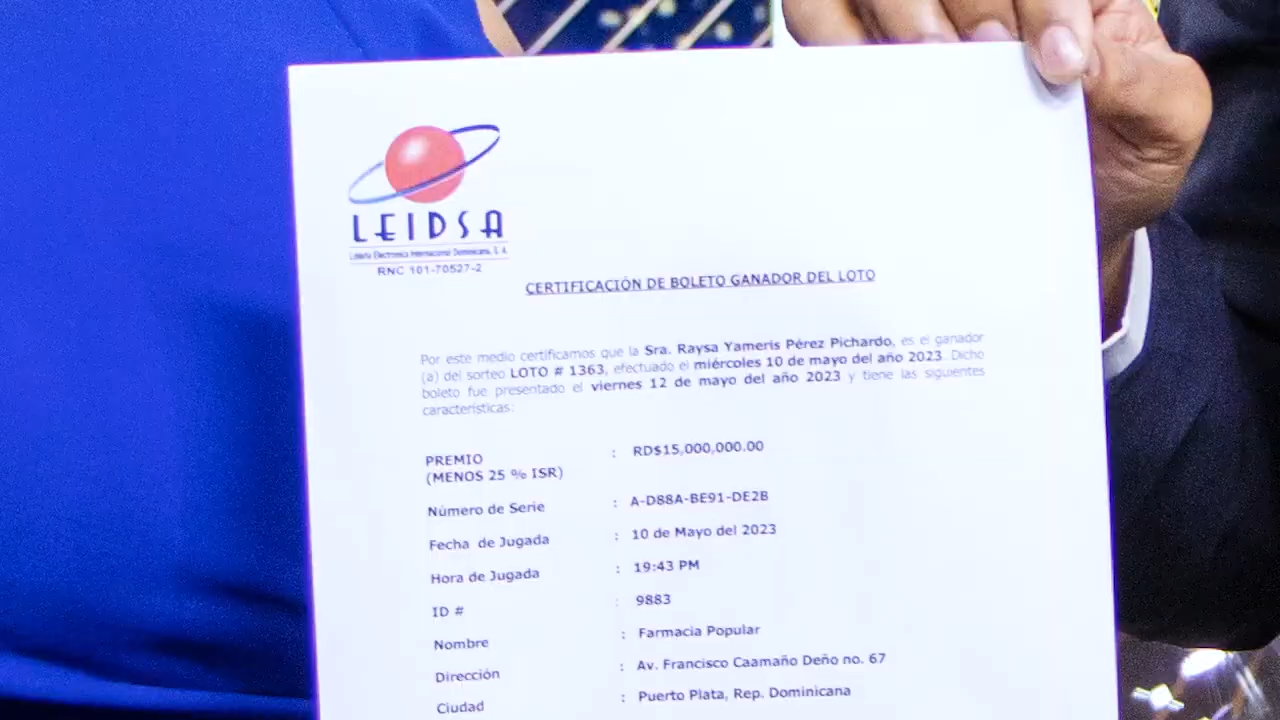 LEIDSA
Lotería Electrónica Internacional Dominicana, S. A.
RNC 101-70527-2
CERTIFICACIÓN DE BOLETO GANADOR DEL LOTO
Por este medio certificamos que la Sra. Raysa Yameris Pérez Pichardo, es el ganador
(a) del sorteo LOTO # 1363, efectuado el miércoles 10 de mayo del año 2023. Dicho
boleto fue presentado el viernes 12 de mayo del año 2023 y tiene las siguientes
características:
PREMIO : RD$15,000,000.00
(MENOS 25 % ISR)
Número de Serie : A-D88A-BE91-DE2B
Fecha de Jugada : 10 de Mayo del 2023
Hora de Jugada : 19:43 PM
ID # : 9883
Nombre : Farmacia Popular
Dirección : Av. Francisco Caamaño Deño no. 67
Ciudad : Puerto Plata, Rep. Dominicana